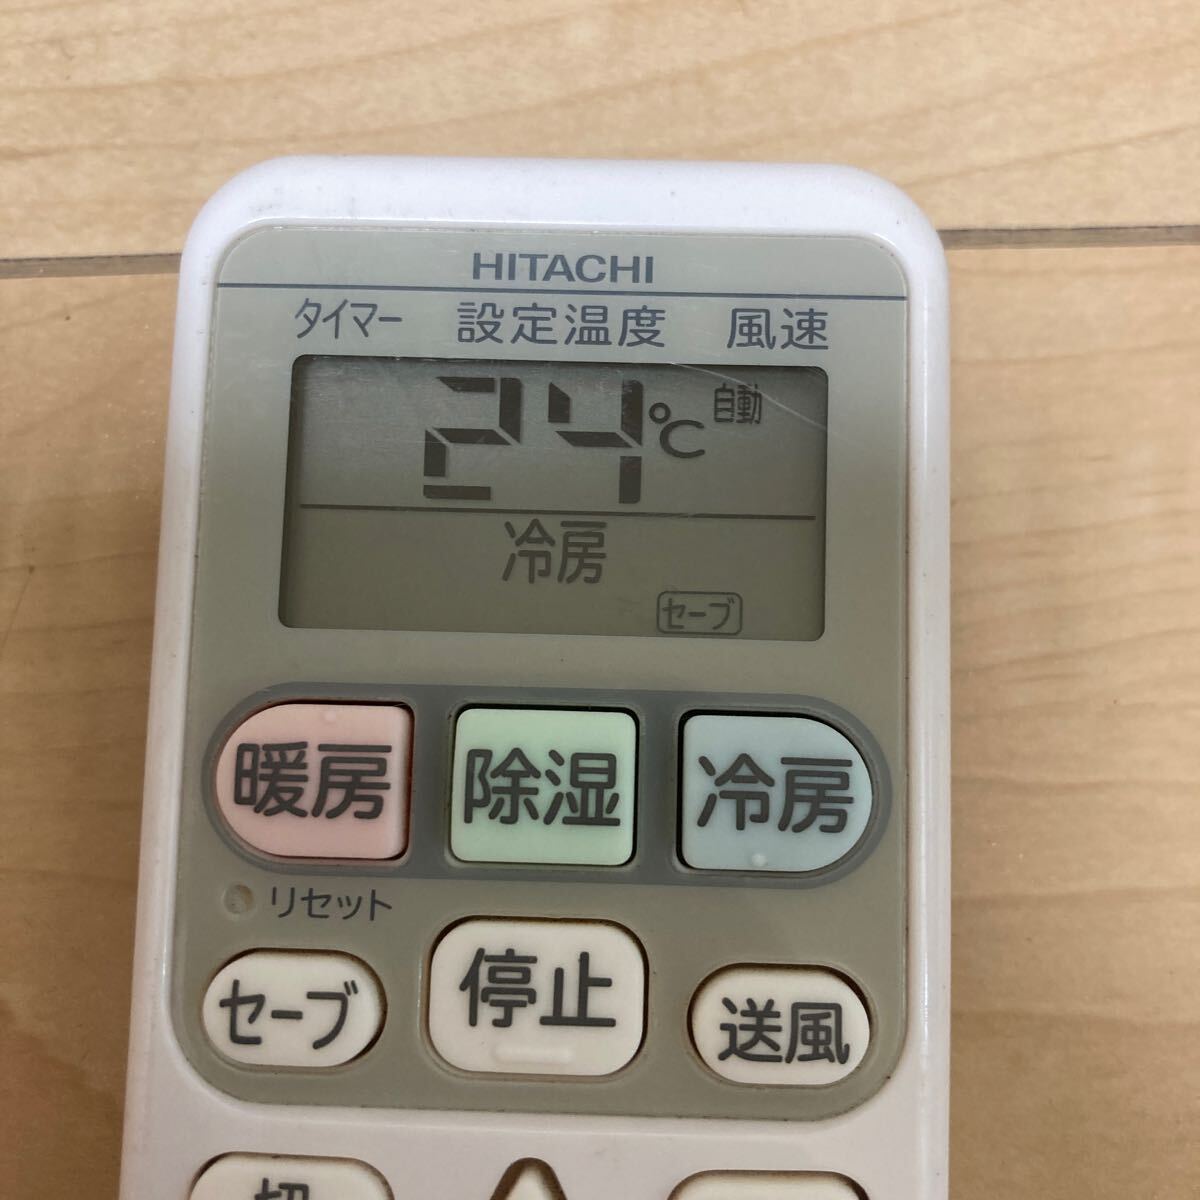 HITACHI
タイマー 設定温度 風速
24℃ 自動
冷房
セーブ
暖房 除湿 冷房
リセット
セーブ 停止 送風
切